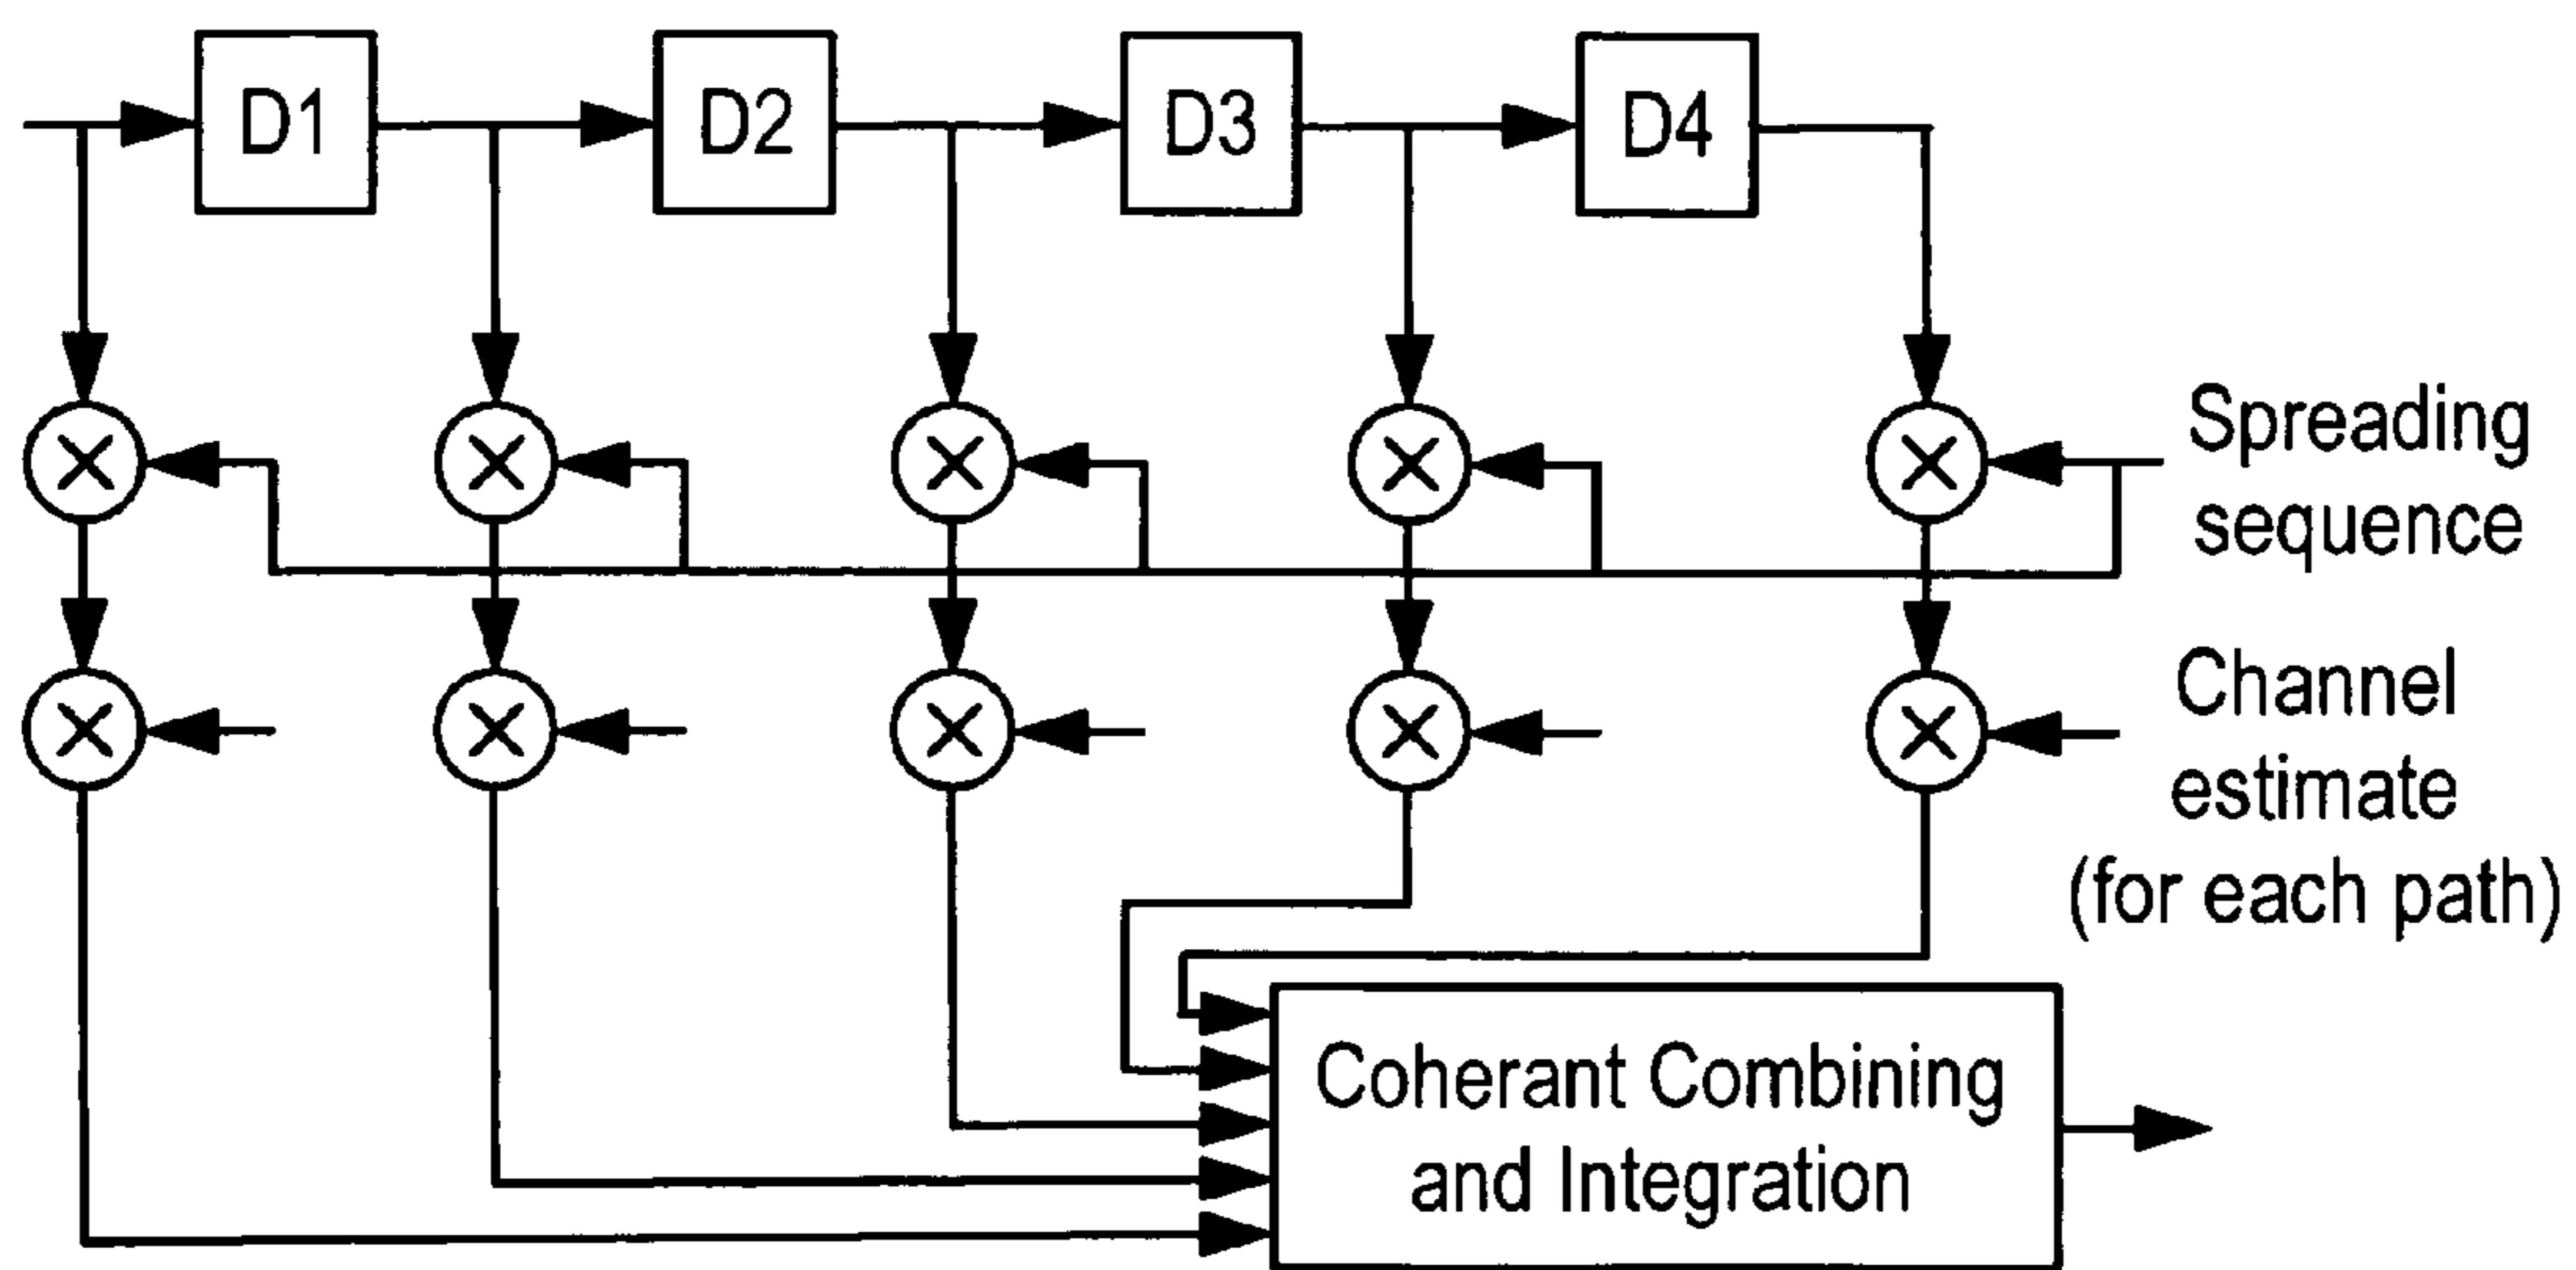 D1
D2
D3
D4
Spreading
sequence
Channel
estimate
(for each path)
Coherant Combining
and Integration